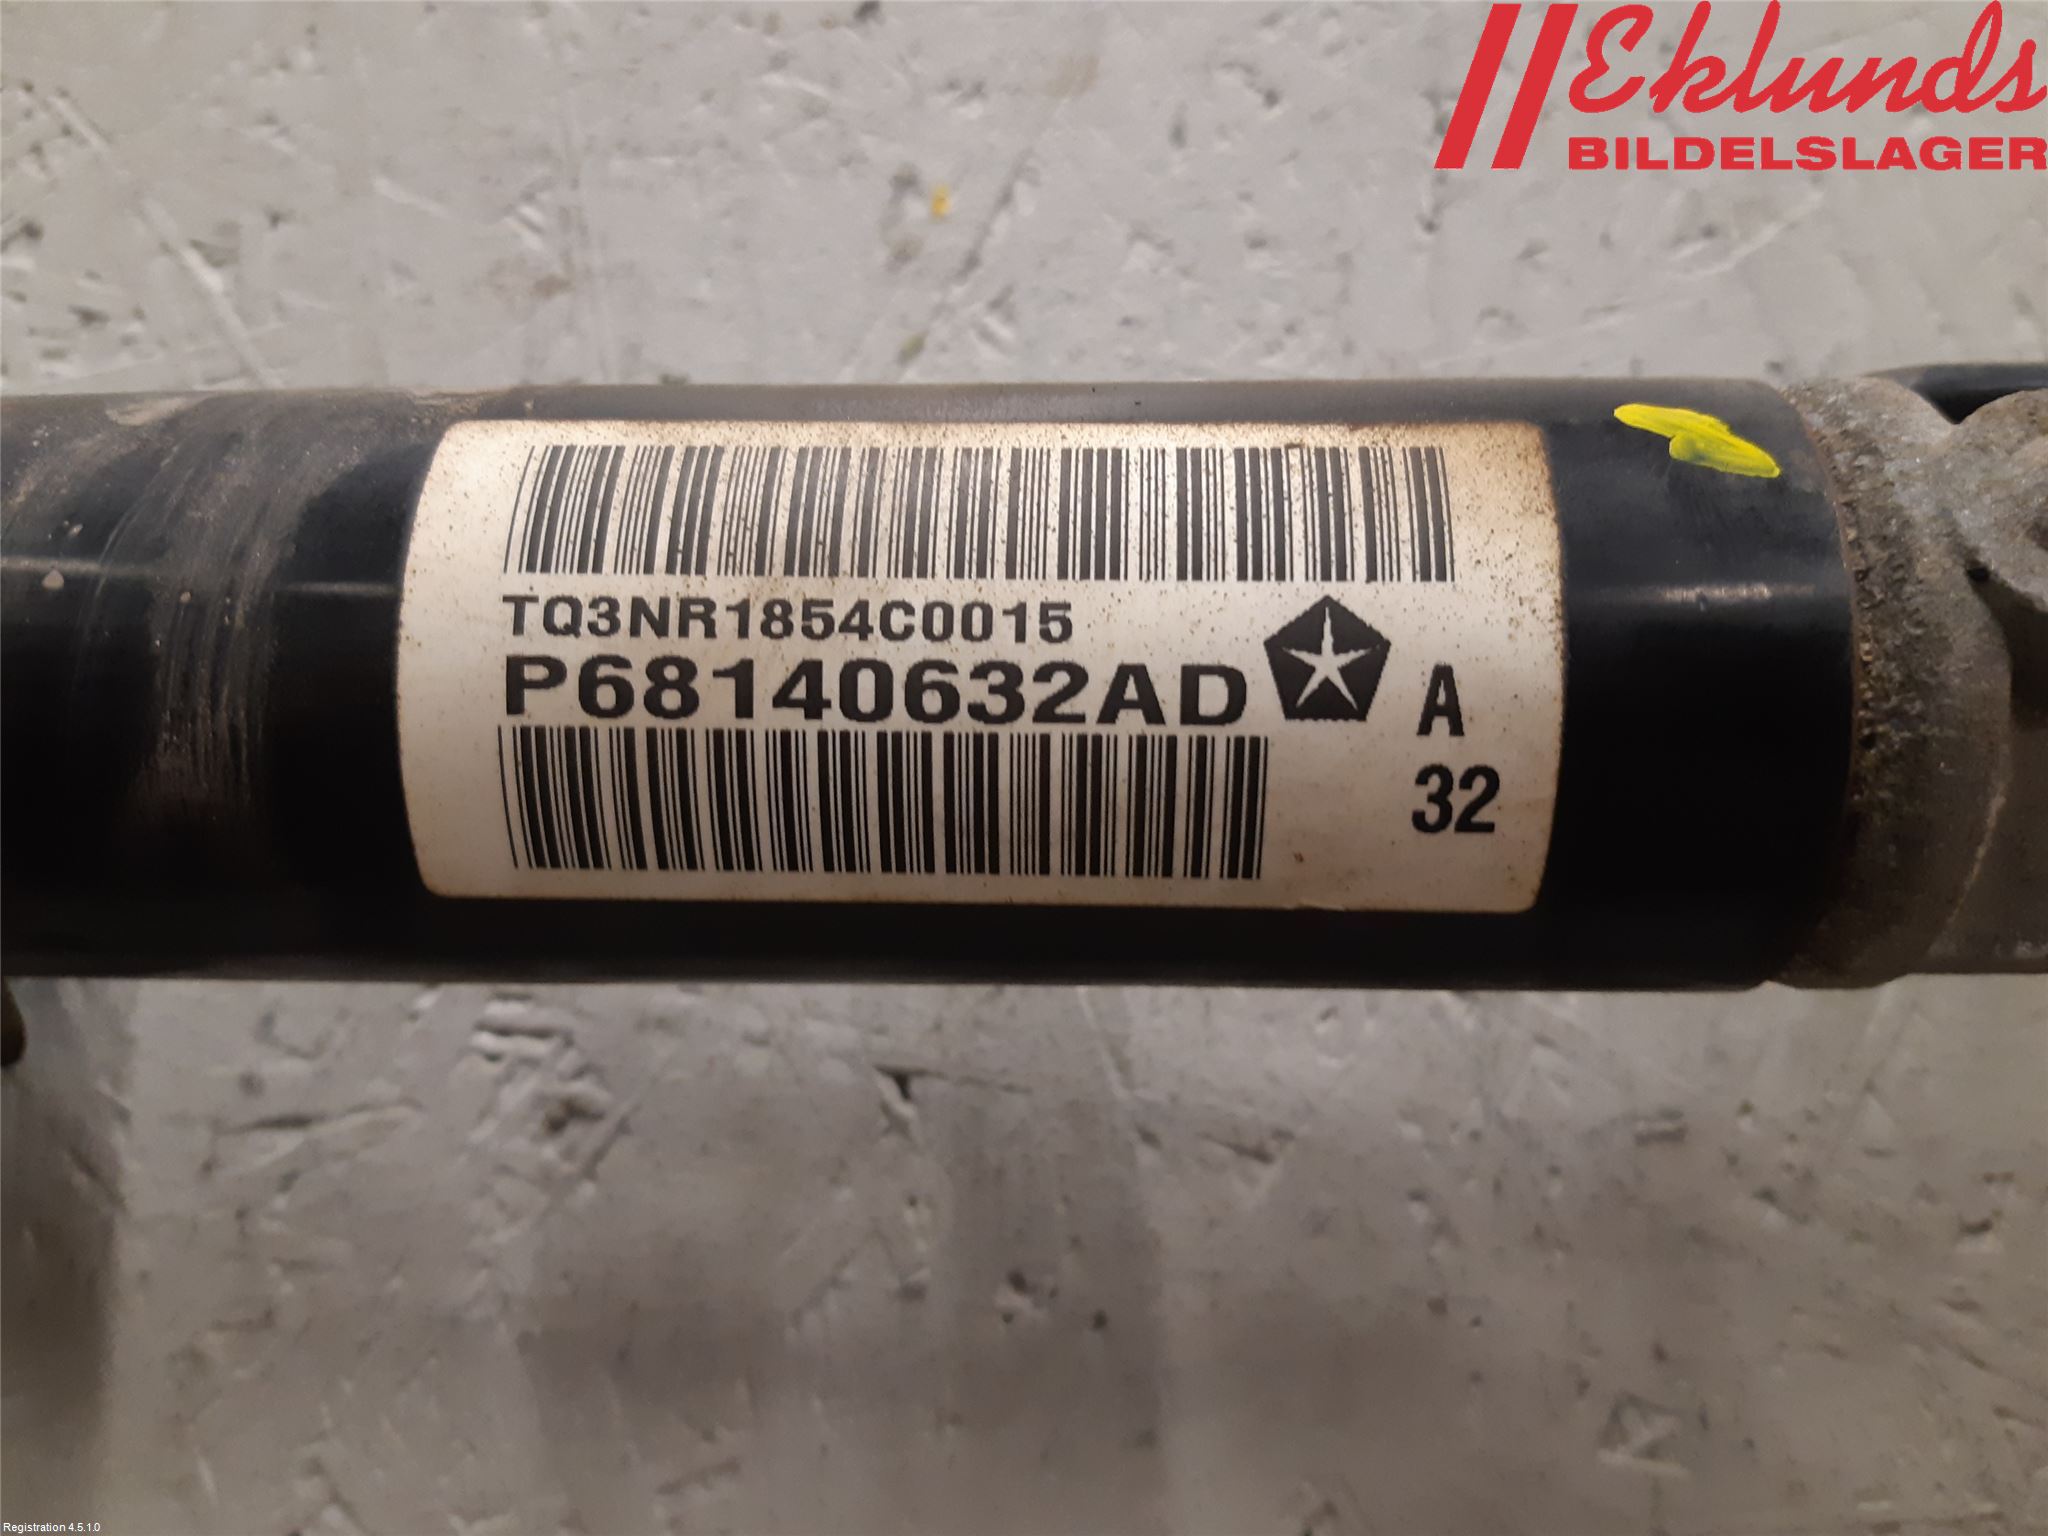 Eklunds
BILDELSLAGER
TQ3NR1854C0015
P68140632AD
A
32
Registration 4.5.1.0